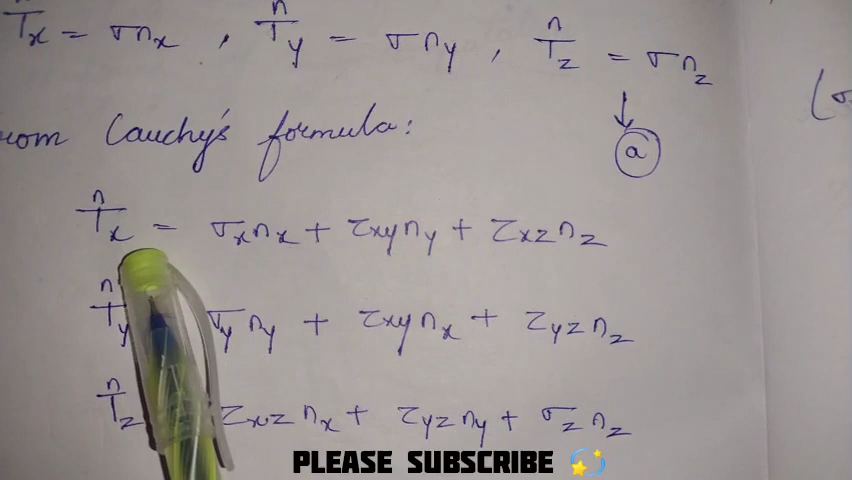 n/Tx = σnx , n/Ty = σny , n/Tz = σnz
(σ
a
Cauchy's formula:
n/Tx = σxnx + τxyny + τxznz
n/Ty σyny + τxynx + τyznz
n/Tz τxznx + τyzny + σznz
PLEASE SUBSCRIBE